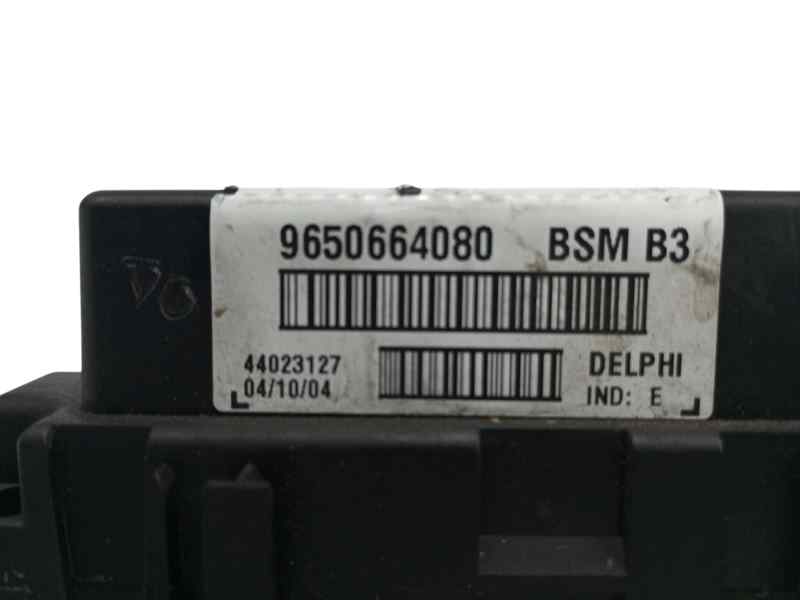 9650664080 BSM B3
44023127 DELPHI
04/10/04 IND: E